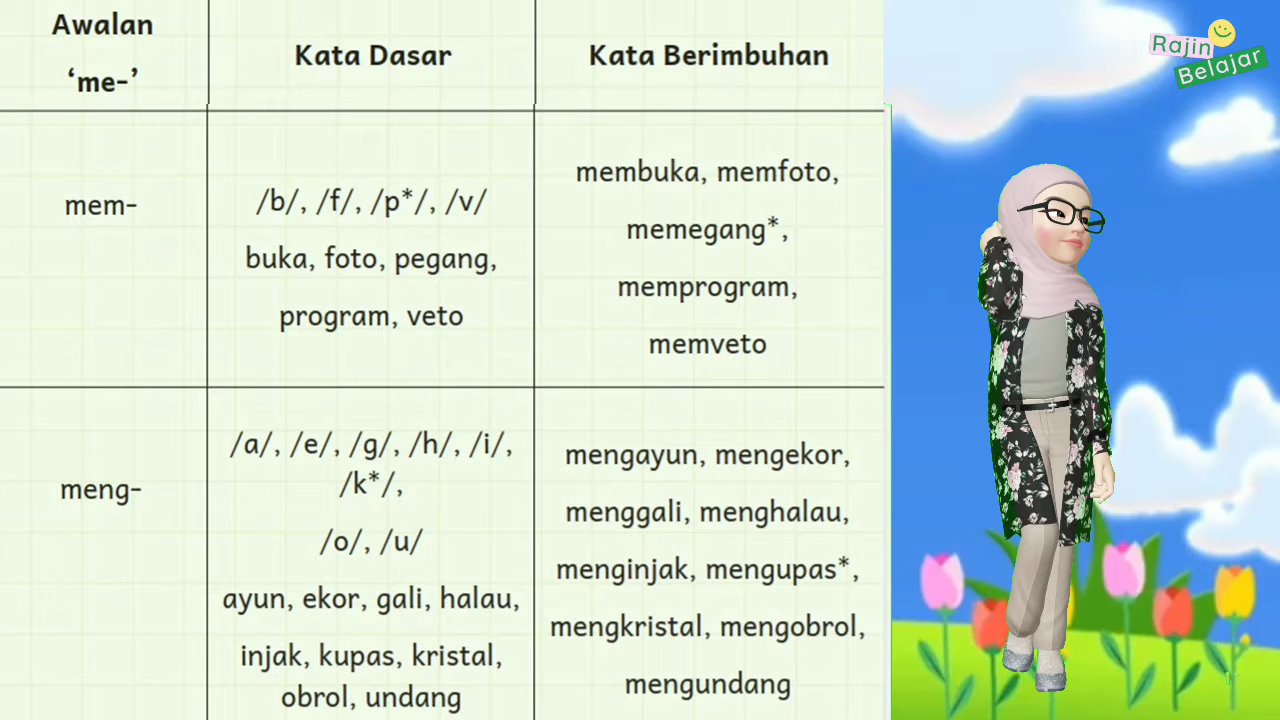 Awalan
‘me-’
Kata Dasar
Kata Berimbuhan
mem-
/b/, /f/, /p*/, /v/
buka, foto, pegang,
program, veto
membuka, memfoto,
memegang*,
memprogram,
memveto
meng-
/a/, /e/, /g/, /h/, /i/,
/k*/,
/o/, /u/
ayun, ekor, gali, halau,
injak, kupas, kristal,
obrol, undang
mengayun, mengekor,
menggali, menghalau,
menginjak, mengupas*,
mengkristal, mengobrol,
mengundang
Rajin
Belajar